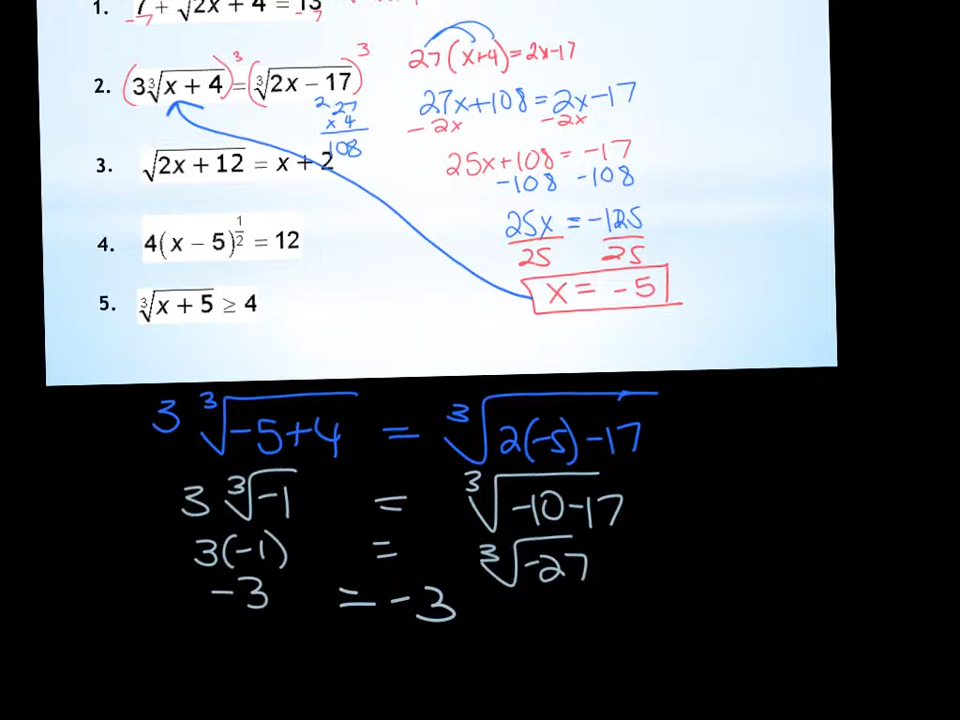 1. 7 + √2x + 4 = 13
-7 -7
2. (3∛x + 4)³ = (∛2x − 17)³
27(x+4) = 2x-17
2 27
x 4
108
27x+108 = 2x-17
-2x -2x
3. √2x + 12 = x + 2
25x+108 = -17
-108 -108
4. 4(x − 5)^1/2 = 12
25x = -125
25 25
5. ∛x + 5 ≥ 4
x = -5
3 ∛-5+4 = ∛2(-5)-17
3 ∛-1 = ∛-10-17
3(-1) = ∛-27
-3 = -3